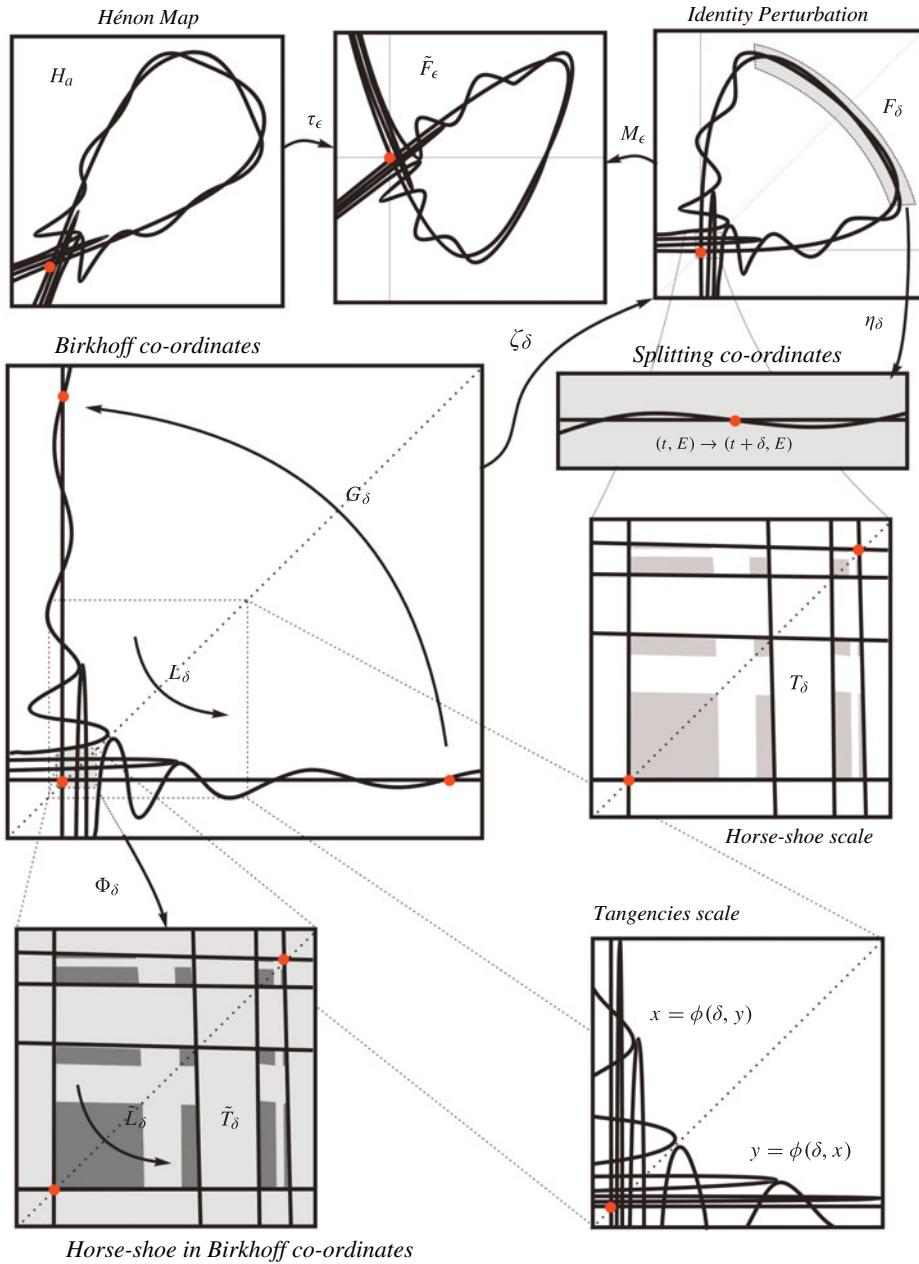 Hénon Map
Identity Perturbation
H_a
τ_ϵ
F̃_ϵ
M_ϵ
F_δ
η_δ
Birkhoff co-ordinates
ζ_δ
Splitting co-ordinates
(t, E) → (t + δ, E)
G_δ
L_δ
T_δ
Horse-shoe scale
Φ_δ
Tangencies scale
x = ϕ(δ, y)
L̃_δ
T̃_δ
y = ϕ(δ, x)
Horse-shoe in Birkhoff co-ordinates